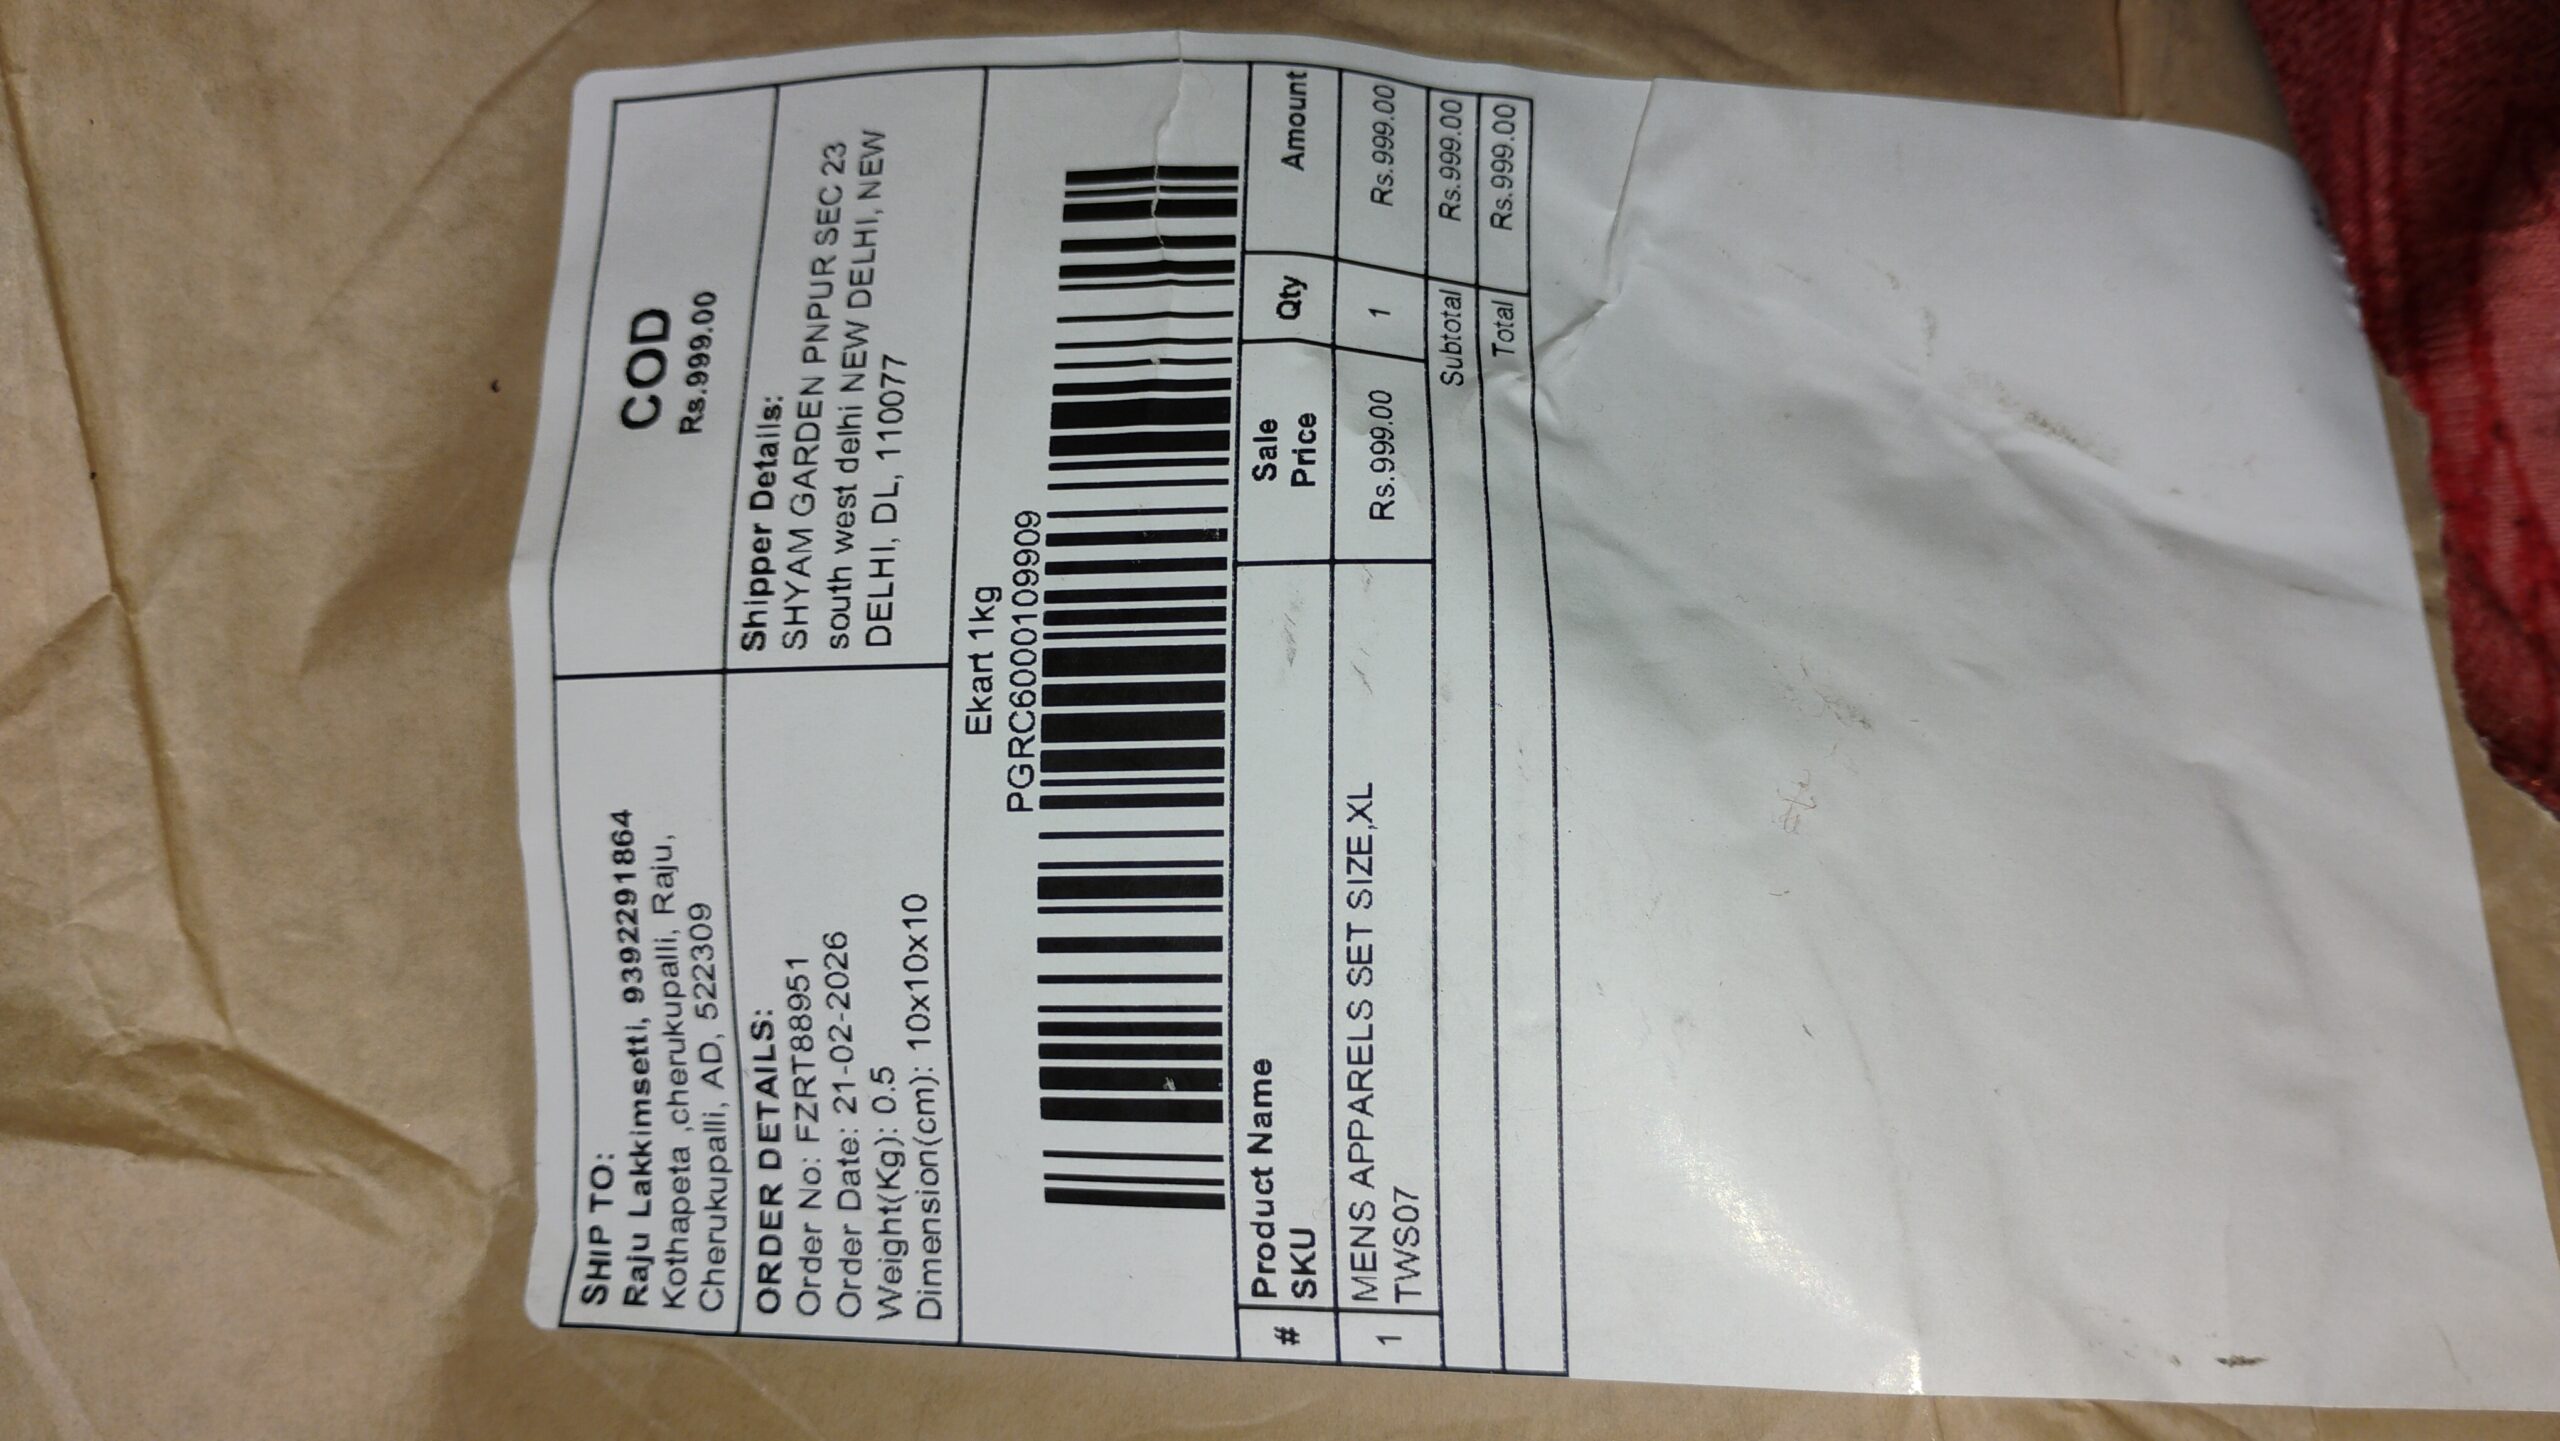 SHIP TO:
Raju Lakkimsetti, 9392291864
Kothapeta ,cherukupalli, Raju,
Cherukupalli, AD, 522309
COD
Rs.999.00
ORDER DETAILS:
Order No: FZRT88951
Order Date: 21-02-2026
Weight(Kg): 0.5
Dimension(cm): 10x10x10
Shipper Details:
SHYAM GARDEN PNPUR SEC 23
south west delhi NEW DELHI, NEW
DELHI, DL, 110077
Ekart 1kg
PGRC6000109909
# Product Name SKU Sale Price Qty Amount
1 MENS APPARELS SET SIZE,XL Rs.999.00 1 Rs.999.00
TWS07
Subtotal Rs.999.00
Total Rs.999.00